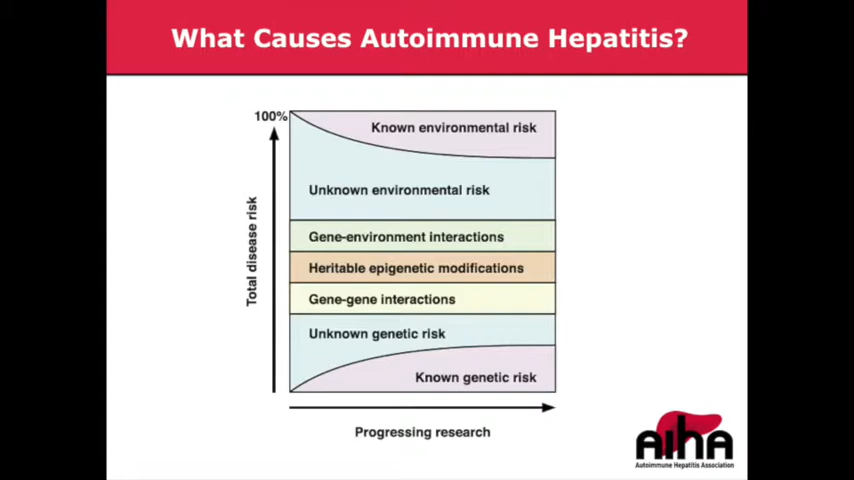 What Causes Autoimmune Hepatitis?
100%
Known environmental risk
Unknown environmental risk
Gene-environment interactions
Heritable epigenetic modifications
Gene-gene interactions
Unknown genetic risk
Known genetic risk
Total disease risk
Progressing research
AIHA
Autoimmune Hepatitis Association